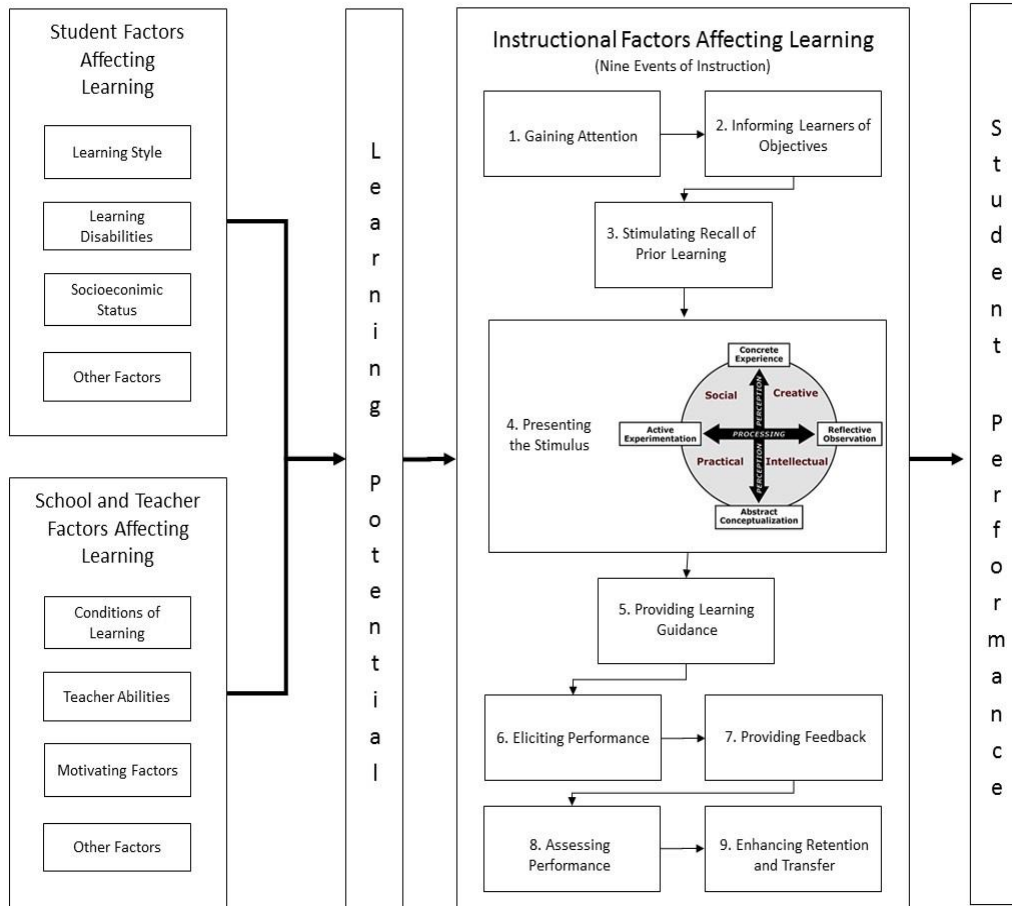 Student Factors
Affecting
Learning
Learning Style
Learning
Disabilities
Socioeconimic
Status
Other Factors
School and Teacher
Factors Affecting
Learning
Conditions of
Learning
Teacher Abilities
Motivating Factors
Other Factors
Learning Potential
Instructional Factors Affecting Learning
(Nine Events of Instruction)
1. Gaining Attention
2. Informing Learners of
Objectives
3. Stimulating Recall of
Prior Learning
4. Presenting
the Stimulus
Concrete
Experience
Social
Creative
PERCEPTION
Active
Experimentation
PROCESSING
Reflective
Observation
Practical
Intellectual
PERCEPTION
Abstract
Conceptualization
5. Providing Learning
Guidance
6. Eliciting Performance
7. Providing Feedback
8. Assessing
Performance
9. Enhancing Retention
and Transfer
Student Performance